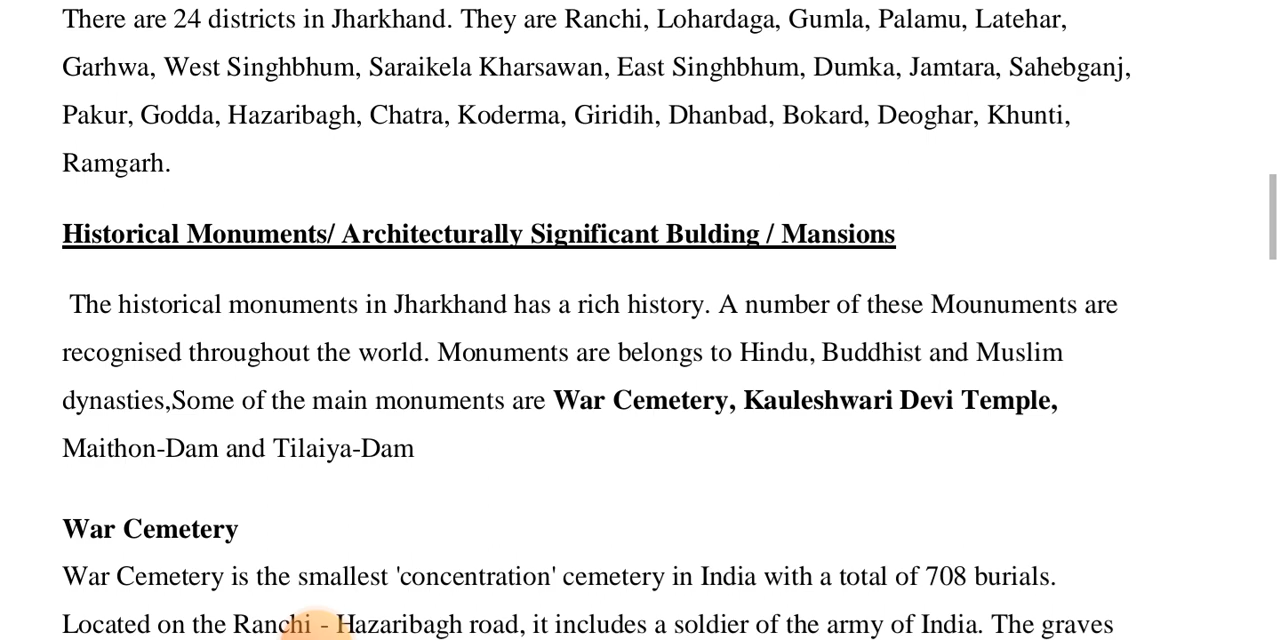 There are 24 districts in Jharkhand. They are Ranchi, Lohardaga, Gumla, Palamu, Latehar,
Garhwa, West Singhbhum, Saraikela Kharsawan, East Singhbhum, Dumka, Jamtara, Sahebganj,
Pakur, Godda, Hazaribagh, Chatra, Koderma, Giridih, Dhanbad, Bokard, Deoghar, Khunti,
Ramgarh.
Historical Monuments/ Architecturally Significant Bulding / Mansions
The historical monuments in Jharkhand has a rich history. A number of these Mounuments are
recognised throughout the world. Monuments are belongs to Hindu, Buddhist and Muslim
dynasties,Some of the main monuments are War Cemetery, Kauleshwari Devi Temple,
Maithon-Dam and Tilaiya-Dam
War Cemetery
War Cemetery is the smallest 'concentration' cemetery in India with a total of 708 burials.
Located on the Ranchi - Hazaribagh road, it includes a soldier of the army of India. The graves